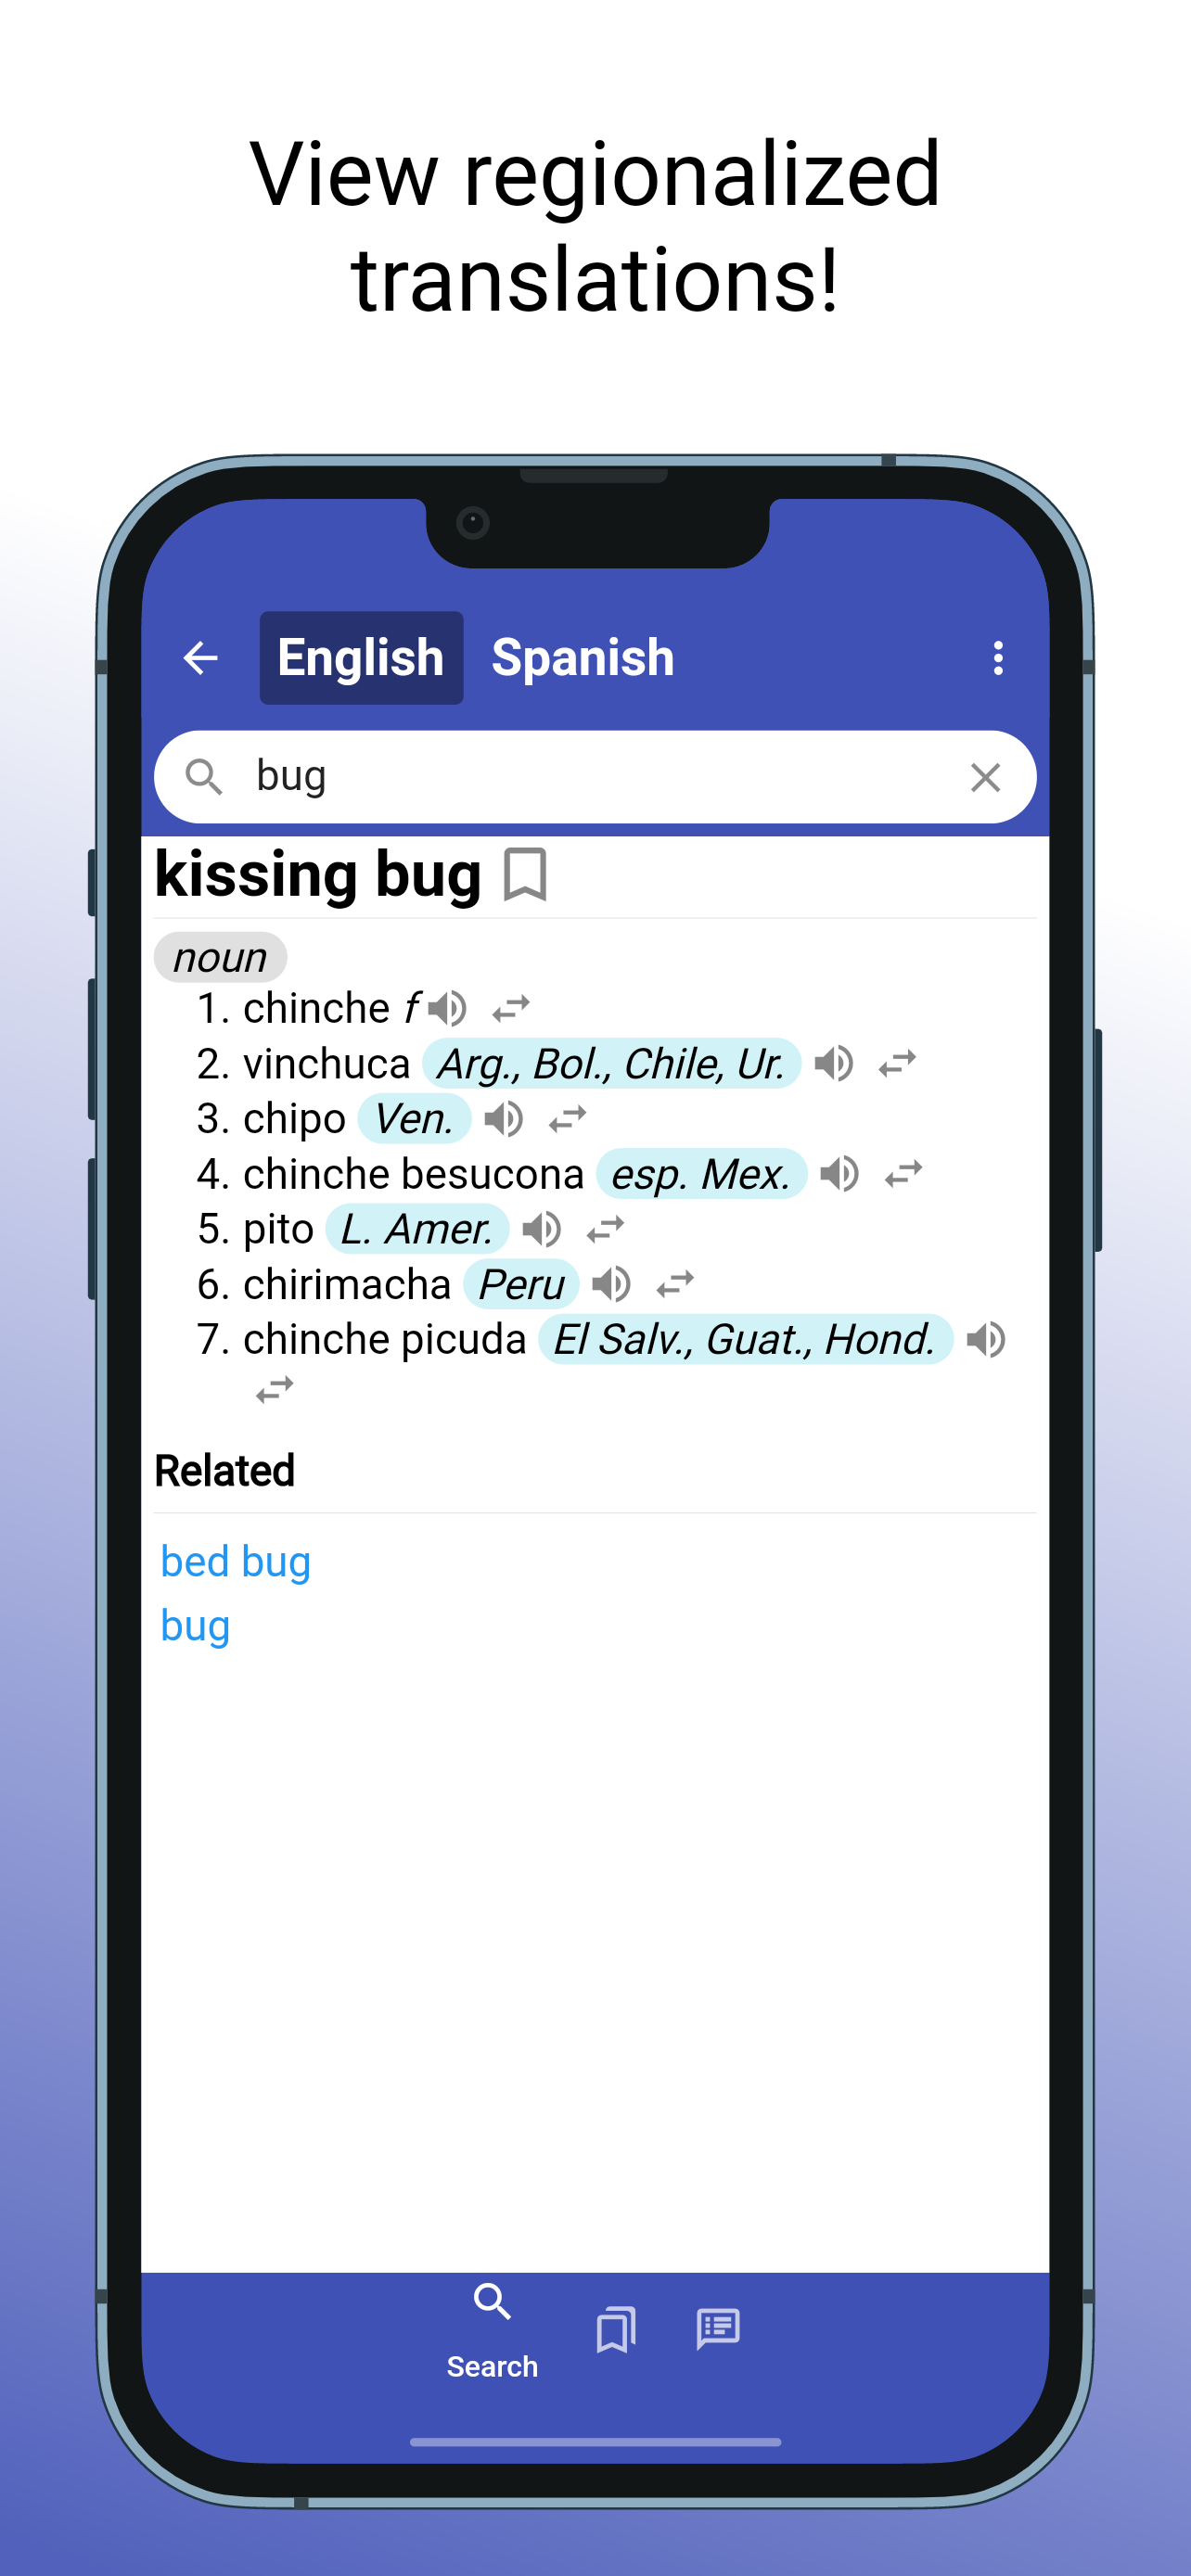 View regionalized
translations!
English Spanish
bug
kissing bug
noun
1. chinche f
2. vinchuca Arg., Bol., Chile, Ur.
3. chipo Ven.
4. chinche besucona esp. Mex.
5. pito L. Amer.
6. chirimacha Peru
7. chinche picuda El Salv., Guat., Hond.
Related
bed bug
bug
Search